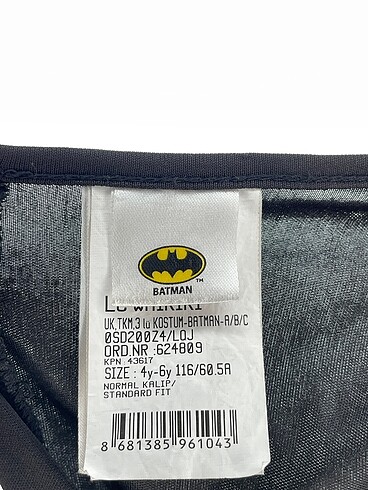 BATMAN
LC WAIKIKI
UK,TKM,3 lü KOSTUM-BATMAN-A/B/C
0SD200Z4/LOJ
ORD.NR :624809
KPN : 43617
SIZE : 4y-6y 116/60.5A
NORMAL KALIP/
STANDARD FIT
8 681385 961043